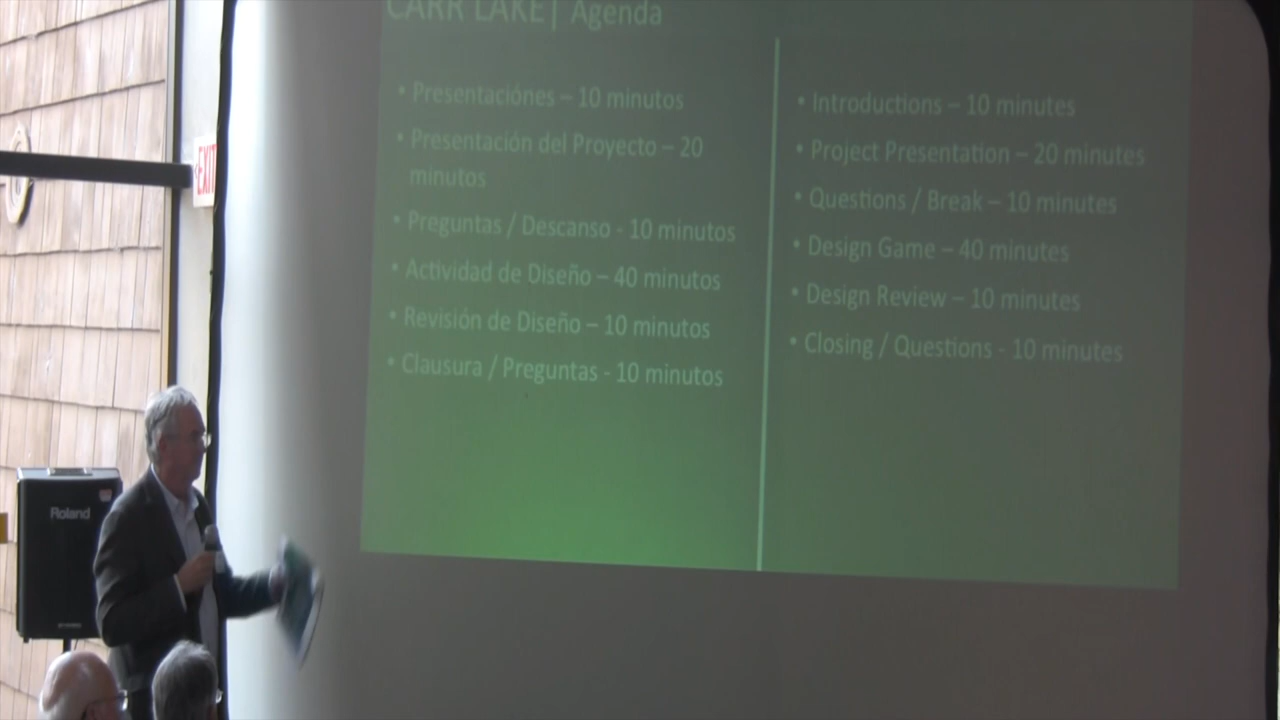 CARR LAKE| Agenda
• Presentaciónes – 10 minutos
• Presentación del Proyecto – 20
minutos
• Preguntas / Descanso - 10 minutos
• Actividad de Diseño – 40 minutos
• Revisión de Diseño – 10 minutos
• Clausura / Preguntas - 10 minutos
• Introductions – 10 minutes
• Project Presentation – 20 minutes
• Questions / Break – 10 minutes
• Design Game – 40 minutes
• Design Review – 10 minutes
• Closing / Questions - 10 minutes
EXIT
Roland